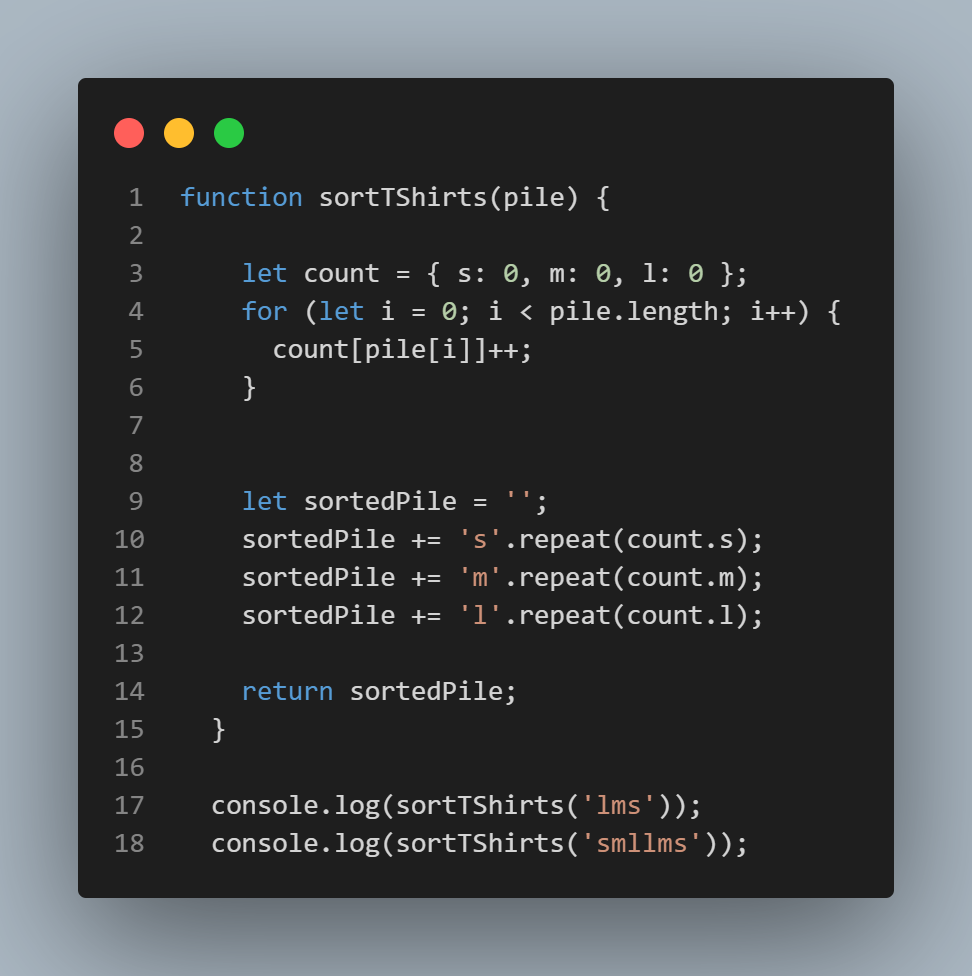 1 function sortTShirts(pile) {
2
3 let count = { s: 0, m: 0, l: 0 };
4 for (let i = 0; i < pile.length; i++) {
5 count[pile[i]]++;
6 }
7
8
9 let sortedPile = '';
10 sortedPile += 's'.repeat(count.s);
11 sortedPile += 'm'.repeat(count.m);
12 sortedPile += 'l'.repeat(count.l);
13
14 return sortedPile;
15 }
16
17 console.log(sortTShirts('lms'));
18 console.log(sortTShirts('smllms'));